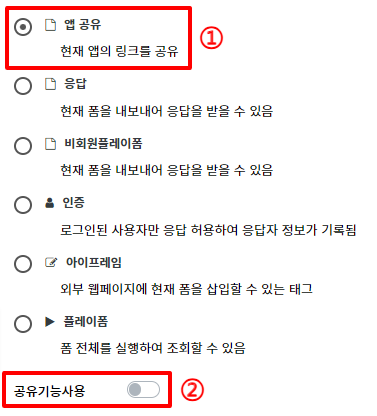 앱 공유
현재 앱의 링크를 공유
①
응답
현재 폼을 내보내어 응답을 받을 수 있음
비회원플레이폼
현재 폼을 내보내어 응답을 받을 수 있음
인증
로그인된 사용자만 응답 허용하여 응답자 정보가 기록됨
아이프레임
외부 웹페이지에 현재 폼을 삽입할 수 있는 태그
플레이폼
폼 전체를 실행하여 조회할 수 있음
공유기능사용 ②